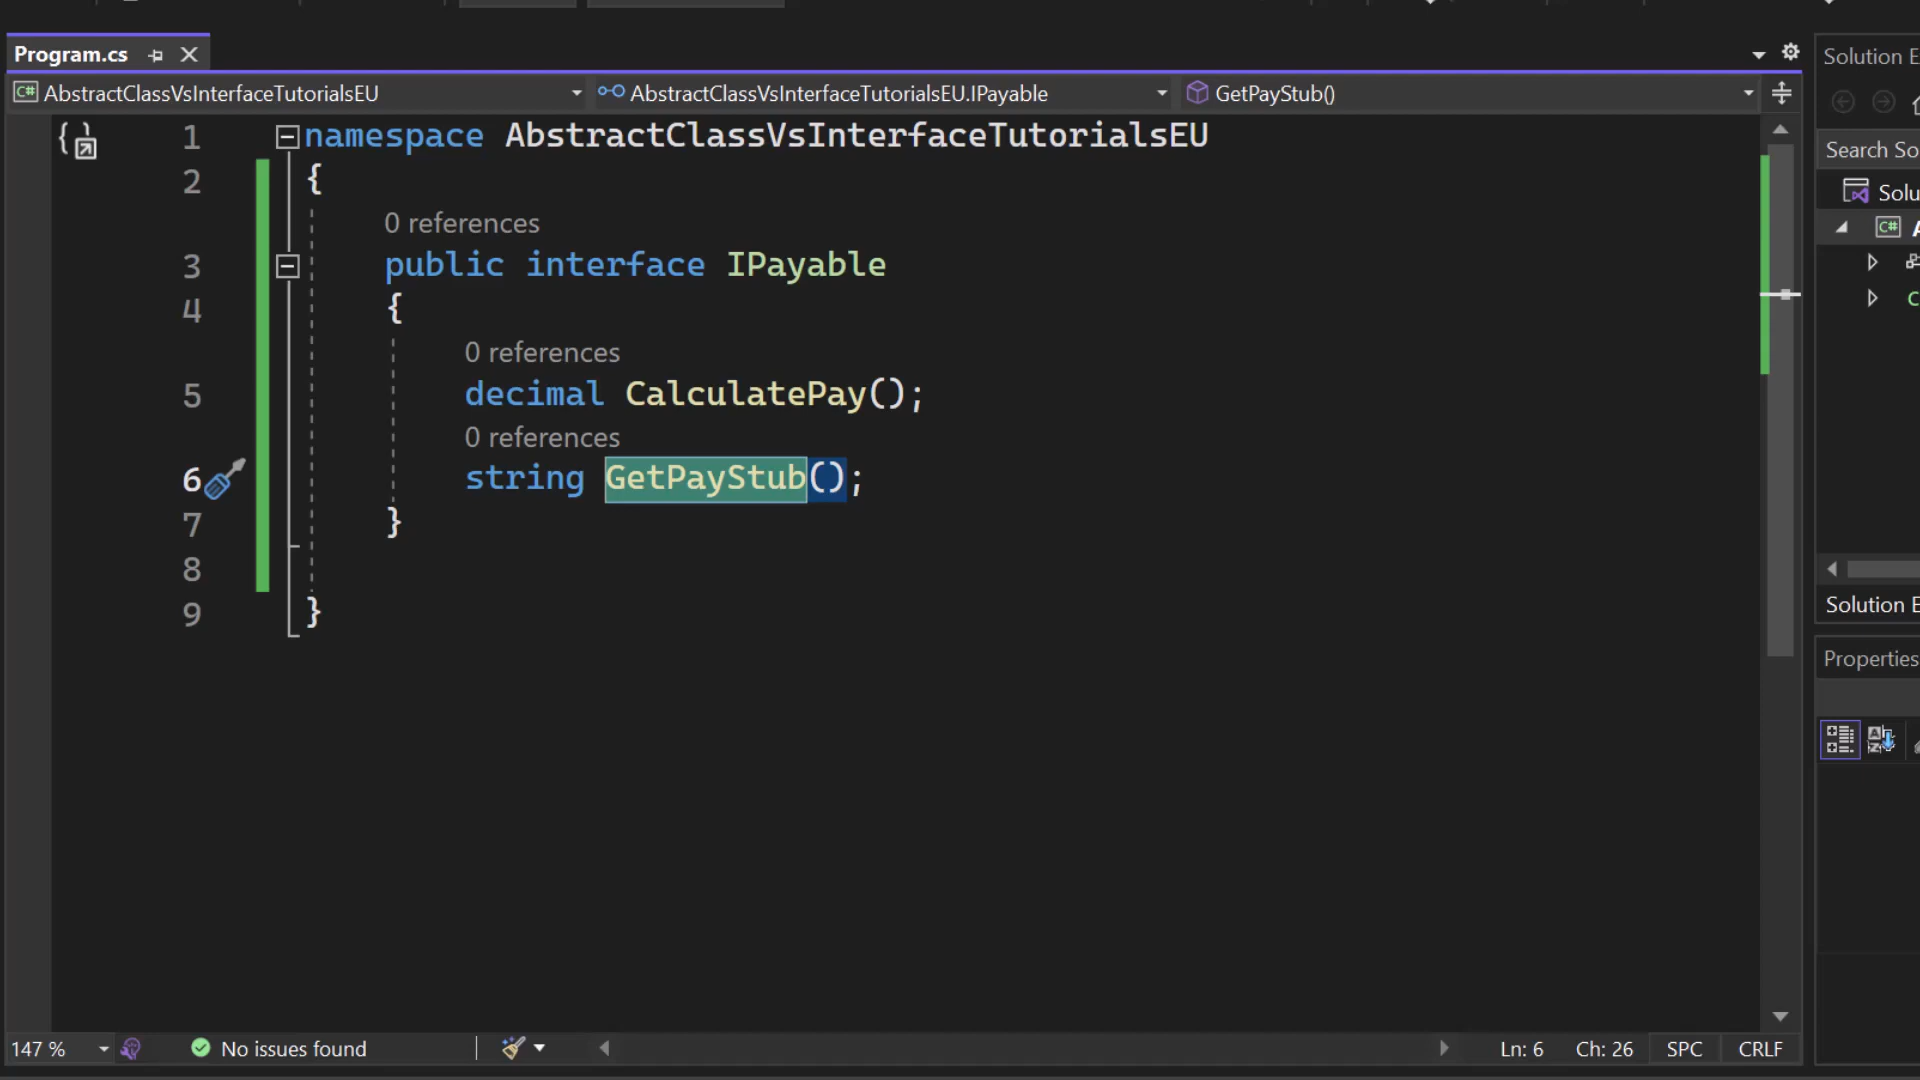 Program.cs
AbstractClassVsInterfaceTutorialsEU
AbstractClassVsInterfaceTutorialsEU.IPayable
GetPayStub()
1 namespace AbstractClassVsInterfaceTutorialsEU
2 {
0 references
3 public interface IPayable
4 {
0 references
5 decimal CalculatePay();
0 references
6 string GetPayStub();
7 }
8
9 }
147 %
No issues found
Ln: 6
Ch: 26
SPC
CRLF
Solution E
Search So
Solu
C# A
C
Solution E
Properties